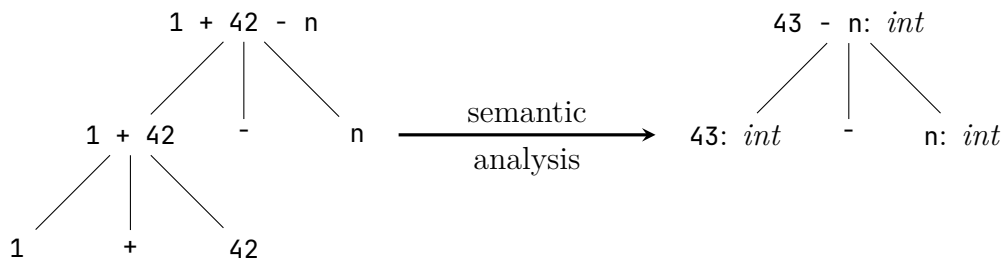 1 + 42 - n
43 - n: int
1 + 42
-
n
semantic
analysis
43: int
-
n: int
1
+
42